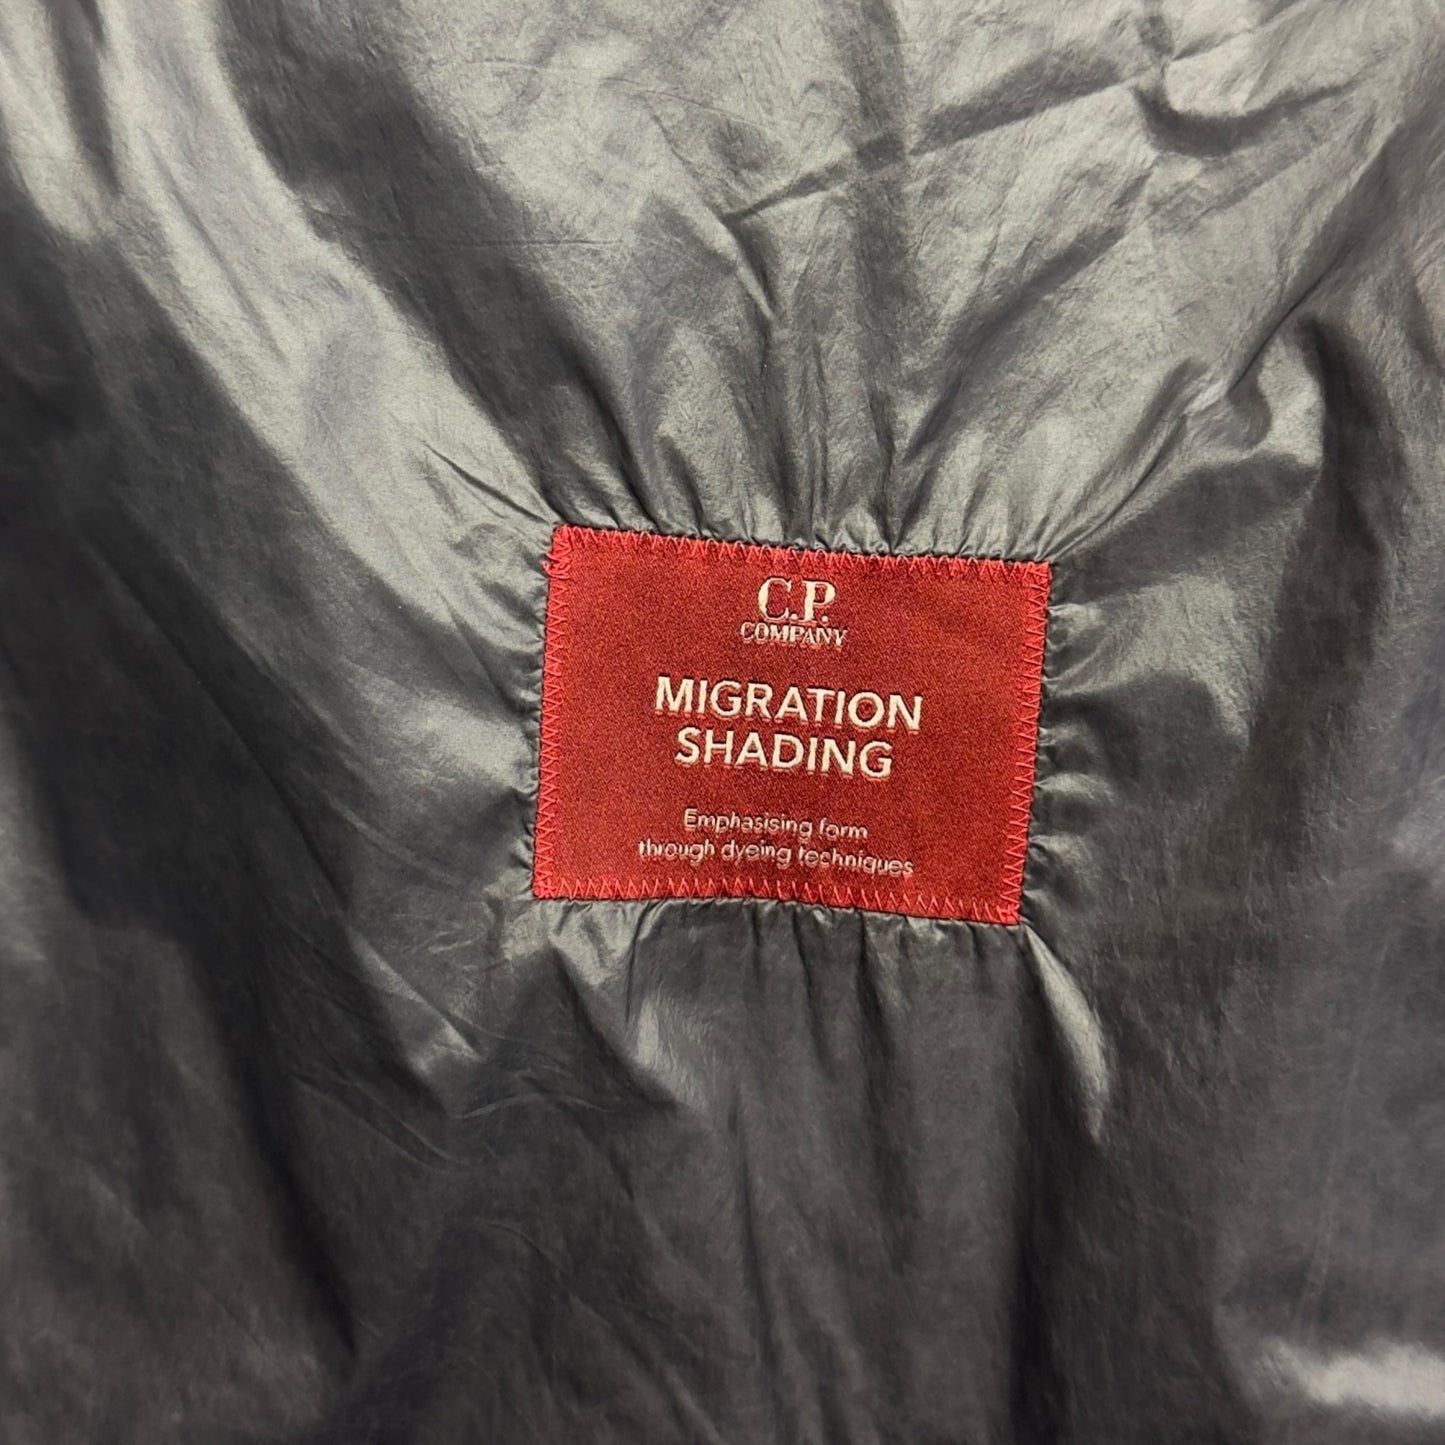 C.P.
COMPANY
MIGRATION
SHADING
Emphasising form
through dyeing techniques